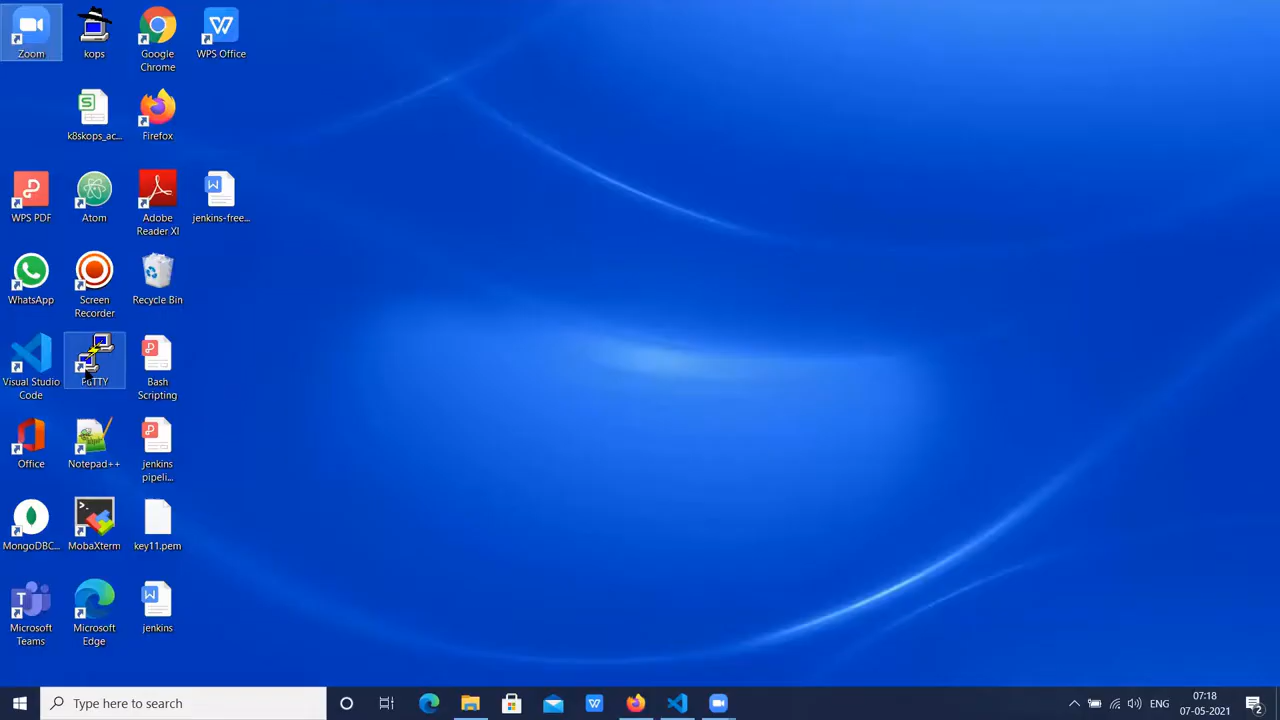 Zoom
kops
Google
Chrome
WPS Office
k8skops_ac...
Firefox
WPS PDF
Atom
Adobe
Reader XI
jenkins-free...
WhatsApp
Screen
Recorder
Recycle Bin
Visual Studio
Code
PuTTY
Bash
Scripting
Office
Notepad++
jenkins
pipeli...
MongoDBC...
MobaXterm
key11.pem
Microsoft
Teams
Microsoft
Edge
jenkins
Type here to search
ENG
07:18
07-05-2021
2